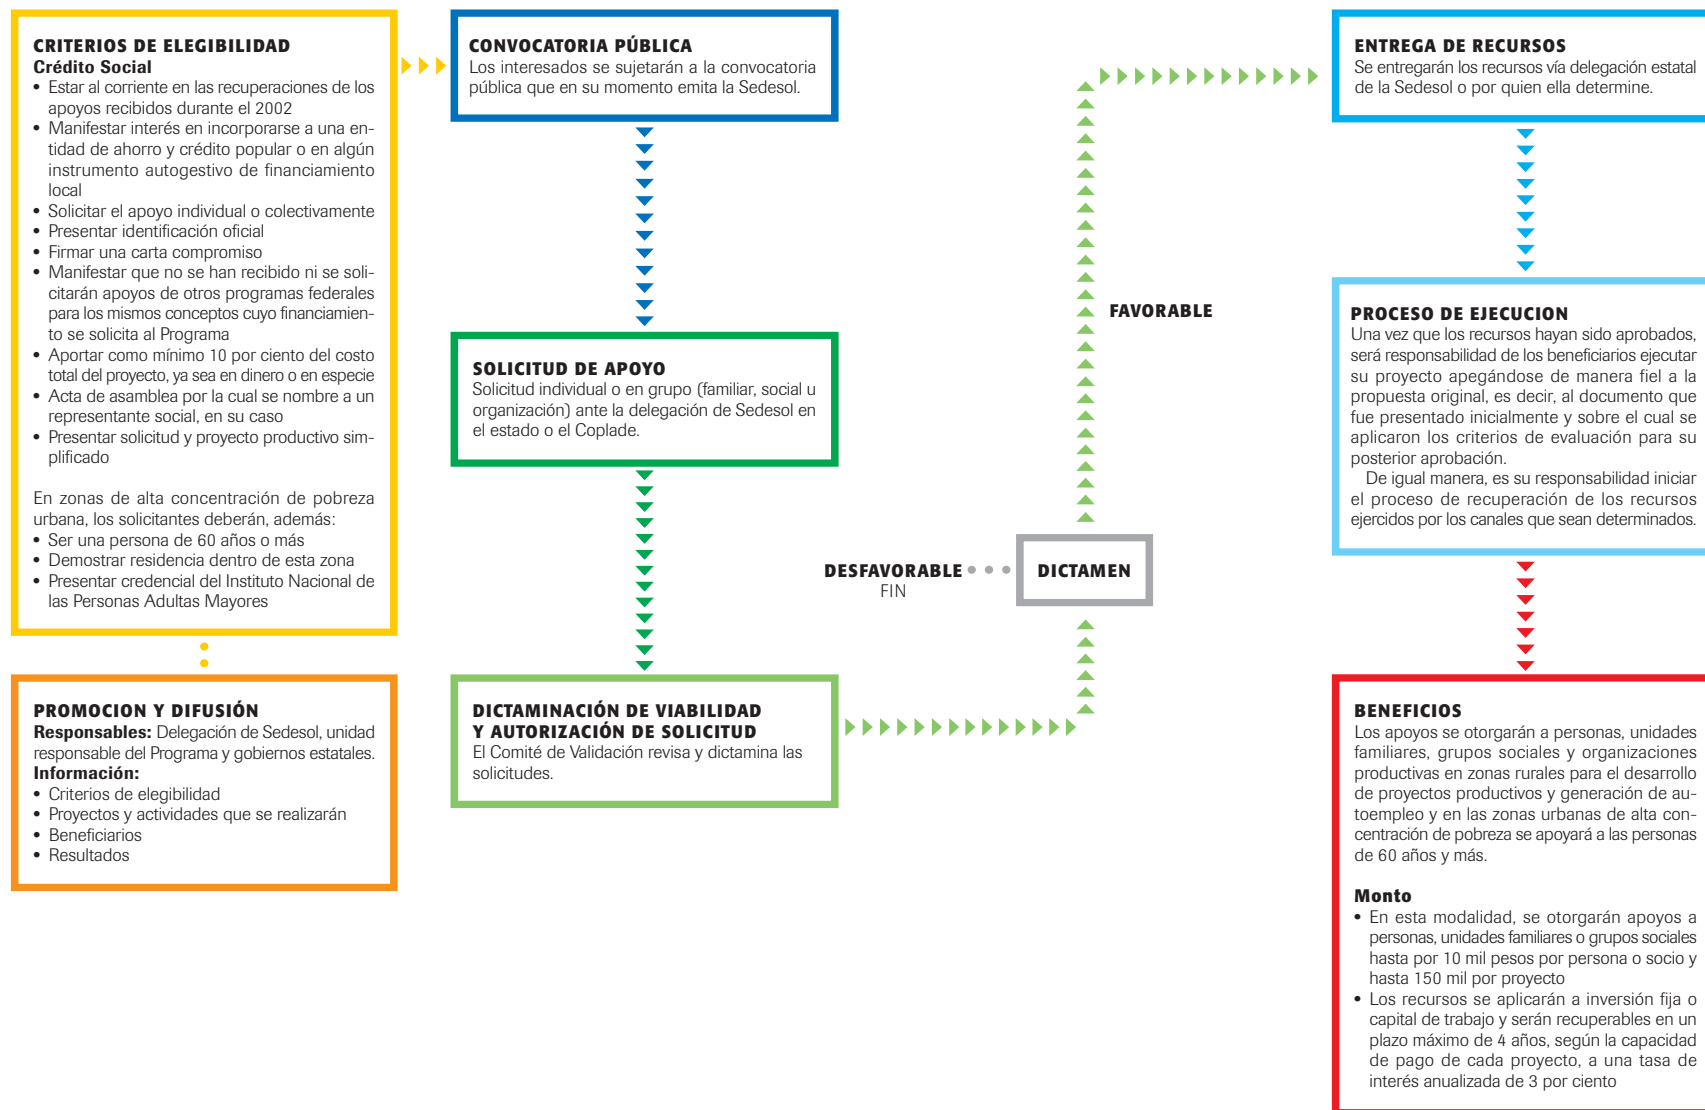 CRITERIOS DE ELEGIBILIDAD
Crédito Social
• Estar al corriente en las recuperaciones de los
apoyos recibidos durante el 2002
• Manifestar interés en incorporarse a una en-
tidad de ahorro y crédito popular o en algún
instrumento autogestivo de financiamiento
local
• Solicitar el apoyo individual o colectivamente
• Presentar identificación oficial
• Firmar una carta compromiso
• Manifestar que no se han recibido ni se soli-
citarán apoyos de otros programas federales
para los mismos conceptos cuyo financiamien-
to se solicita al Programa
• Aportar como mínimo 10 por ciento del costo
total del proyecto, ya sea en dinero o en especie
• Acta de asamblea por la cual se nombre a un
representante social, en su caso
• Presentar solicitud y proyecto productivo sim-
plificado
En zonas de alta concentración de pobreza
urbana, los solicitantes deberán, además:
• Ser una persona de 60 años o más
• Demostrar residencia dentro de esta zona
• Presentar credencial del Instituto Nacional de
las Personas Adultas Mayores
PROMOCION Y DIFUSIÓN
Responsables: Delegación de Sedesol, unidad
responsable del Programa y gobiernos estatales.
Información:
• Criterios de elegibilidad
• Proyectos y actividades que se realizarán
• Beneficiarios
• Resultados
CONVOCATORIA PÚBLICA
Los interesados se sujetarán a la convocatoria
pública que en su momento emita la Sedesol.
SOLICITUD DE APOYO
Solicitud individual o en grupo (familiar, social u
organización) ante la delegación de Sedesol en
el estado o el Coplade.
DICTAMINACIÓN DE VIABILIDAD
Y AUTORIZACIÓN DE SOLICITUD
El Comité de Validación revisa y dictamina las
solicitudes.
DESFAVORABLE
FIN
DICTAMEN
FAVORABLE
ENTREGA DE RECURSOS
Se entregarán los recursos vía delegación estatal
de la Sedesol o por quien ella determine.
PROCESO DE EJECUCION
Una vez que los recursos hayan sido aprobados,
será responsabilidad de los beneficiarios ejecutar
su proyecto apegándose de manera fiel a la
propuesta original, es decir, al documento que
fue presentado inicialmente y sobre el cual se
aplicaron los criterios de evaluación para su
posterior aprobación.
De igual manera, es su responsabilidad iniciar
el proceso de recuperación de los recursos
ejercidos por los canales que sean determinados.
BENEFICIOS
Los apoyos se otorgarán a personas, unidades
familiares, grupos sociales y organizaciones
productivas en zonas rurales para el desarrollo
de proyectos productivos y generación de au-
toempleo y en las zonas urbanas de alta con-
centración de pobreza se apoyará a las personas
de 60 años y más.
Monto
• En esta modalidad, se otorgarán apoyos a
personas, unidades familiares o grupos sociales
hasta por 10 mil pesos por persona o socio y
hasta 150 mil por proyecto
• Los recursos se aplicarán a inversión fija o
capital de trabajo y serán recuperables en un
plazo máximo de 4 años, según la capacidad
de pago de cada proyecto, a una tasa de
interés anualizada de 3 por ciento